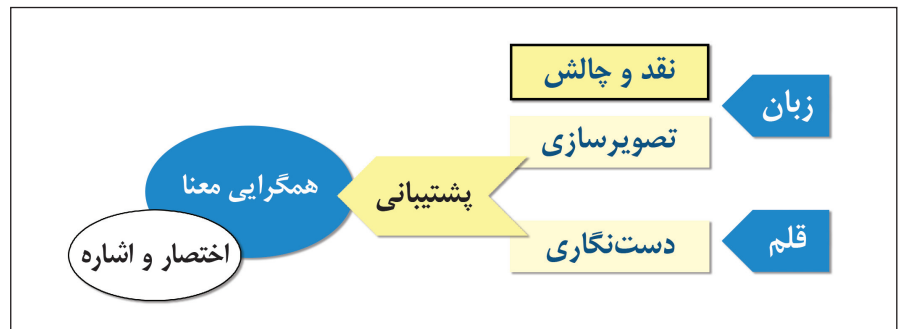 زبان
نقد و چالش
تصویرسازی
قلم
دست‌نگاری
پشتیبانی
همگرایی معنا
اختصار و اشاره